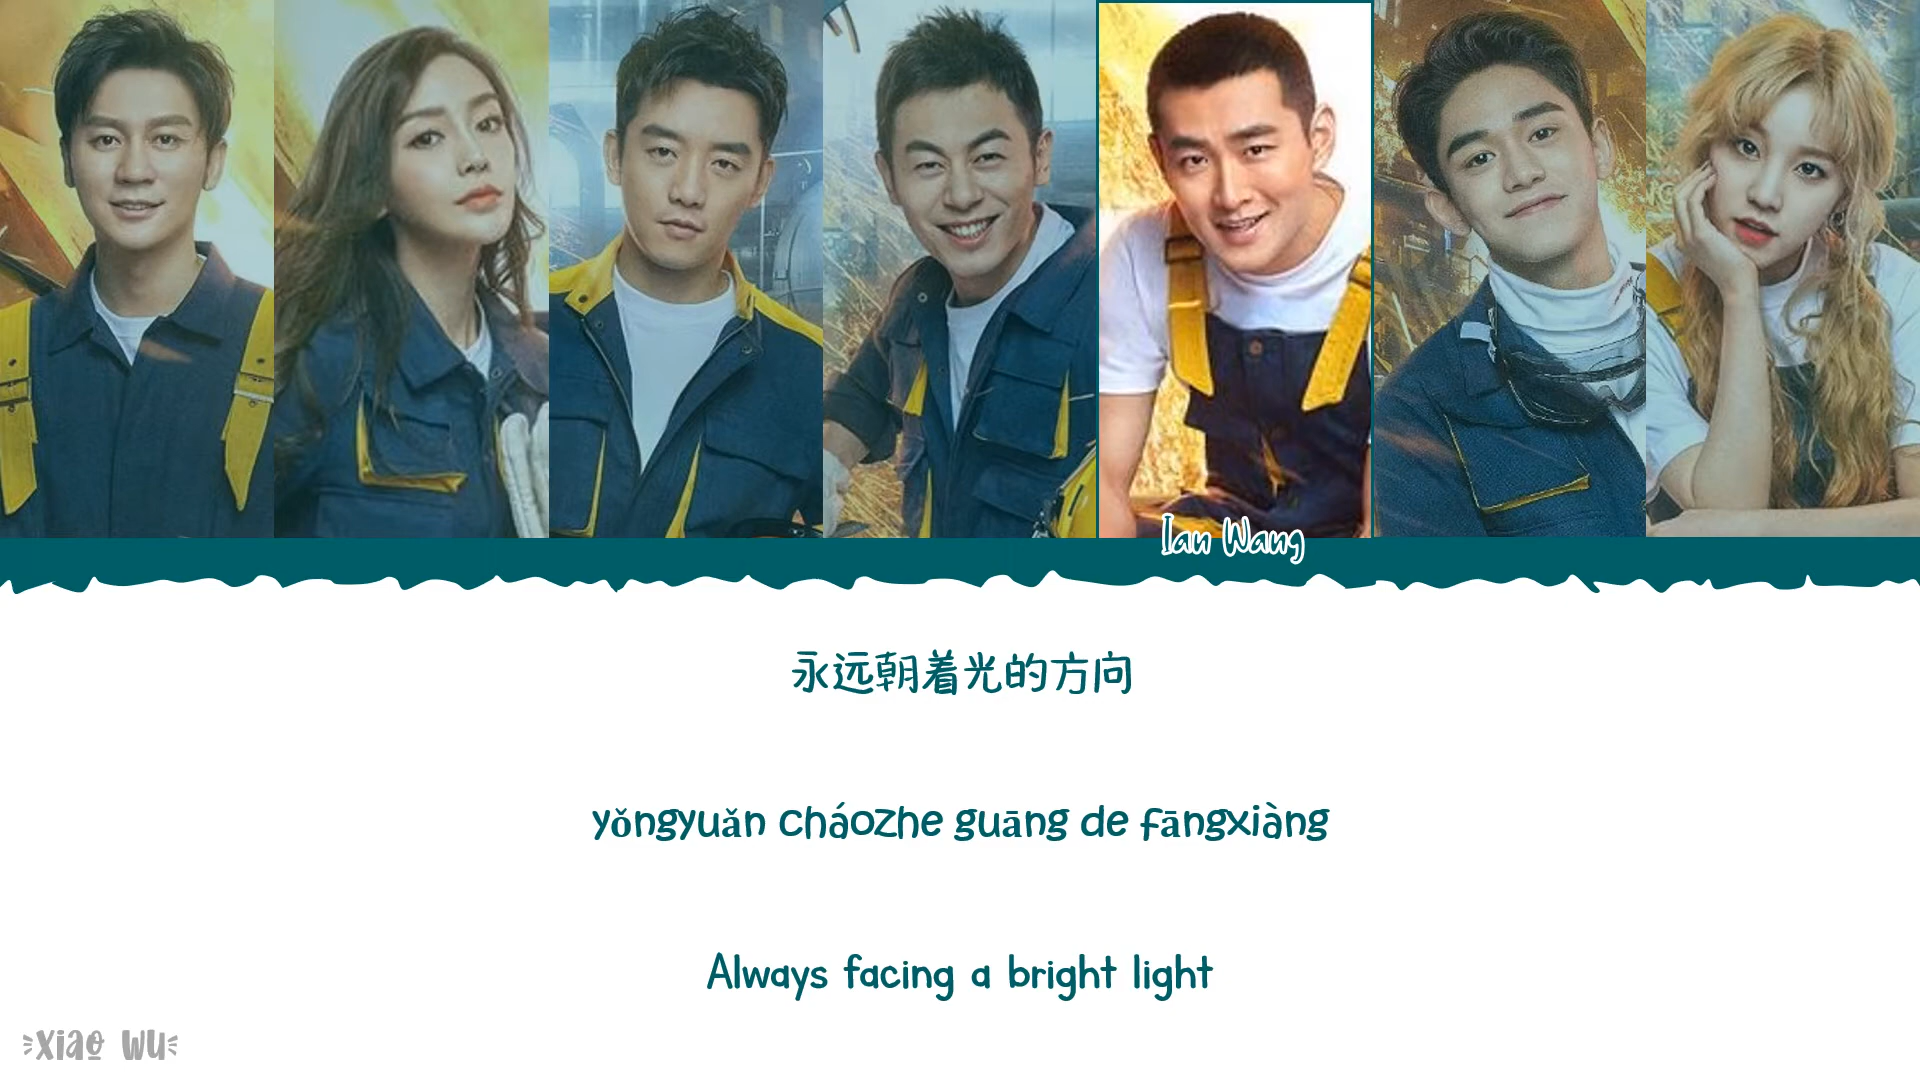 Ian Wang
永远朝着光的方向
yǒngyuǎn cháozhe guāng de fāngxiàng
Always facing a bright light
xiao wu